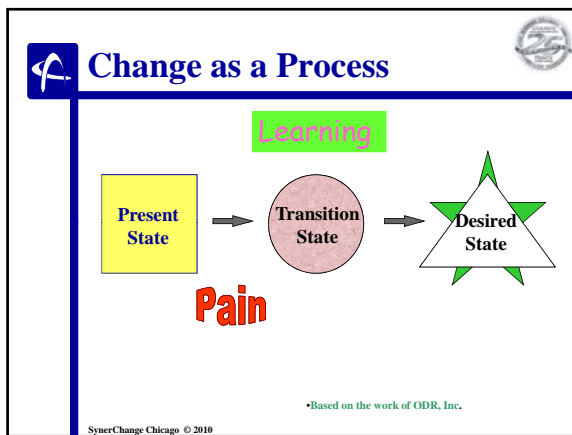 Change as a Process
Learning
Present
State
Transition
State
Desired
State
Pain
•Based on the work of ODR, Inc.
SynerChange Chicago © 2010